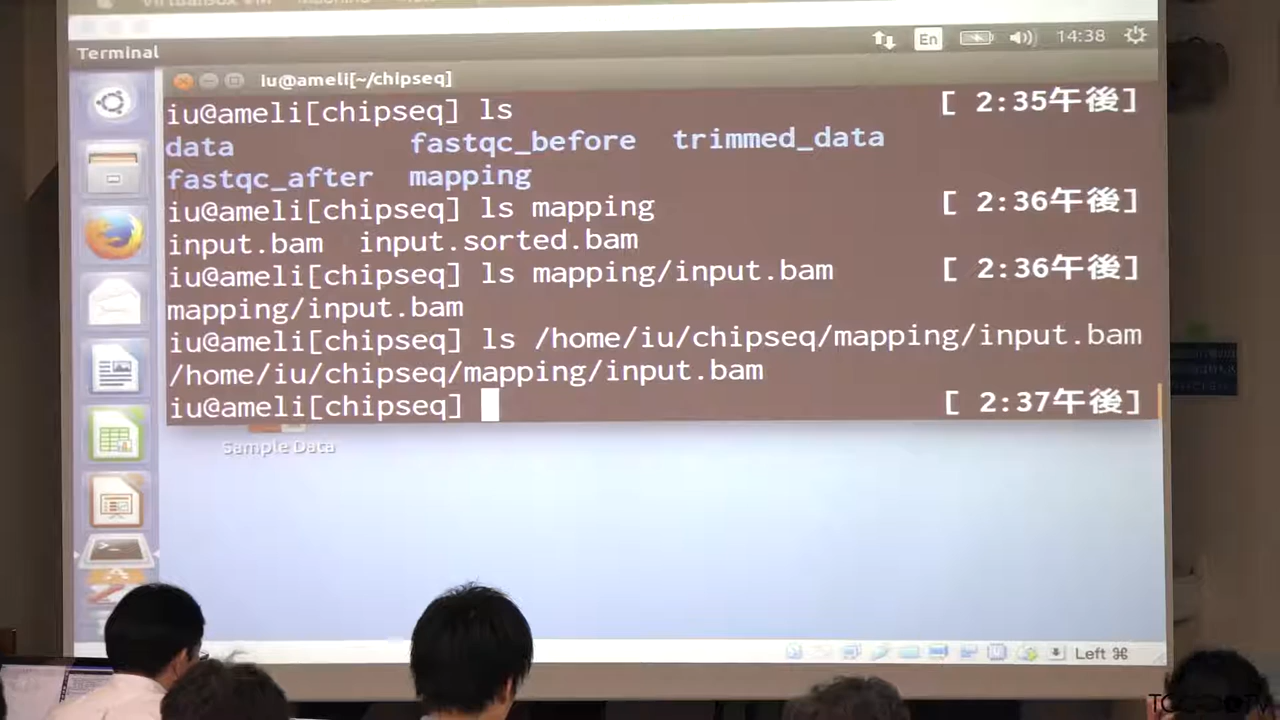 VirtualBox VM
Terminal
En
14:38
iu@ameli[~/chipseq]
iu@ameli[chipseq] ls [ 2:35午後]
data fastqc_before trimmed_data
fastqc_after mapping
iu@ameli[chipseq] ls mapping [ 2:36午後]
input.bam input.sorted.bam
iu@ameli[chipseq] ls mapping/input.bam [ 2:36午後]
mapping/input.bam
iu@ameli[chipseq] ls /home/iu/chipseq/mapping/input.bam
/home/iu/chipseq/mapping/input.bam
iu@ameli[chipseq] [ 2:37午後]
Sample Data
Left ⌘